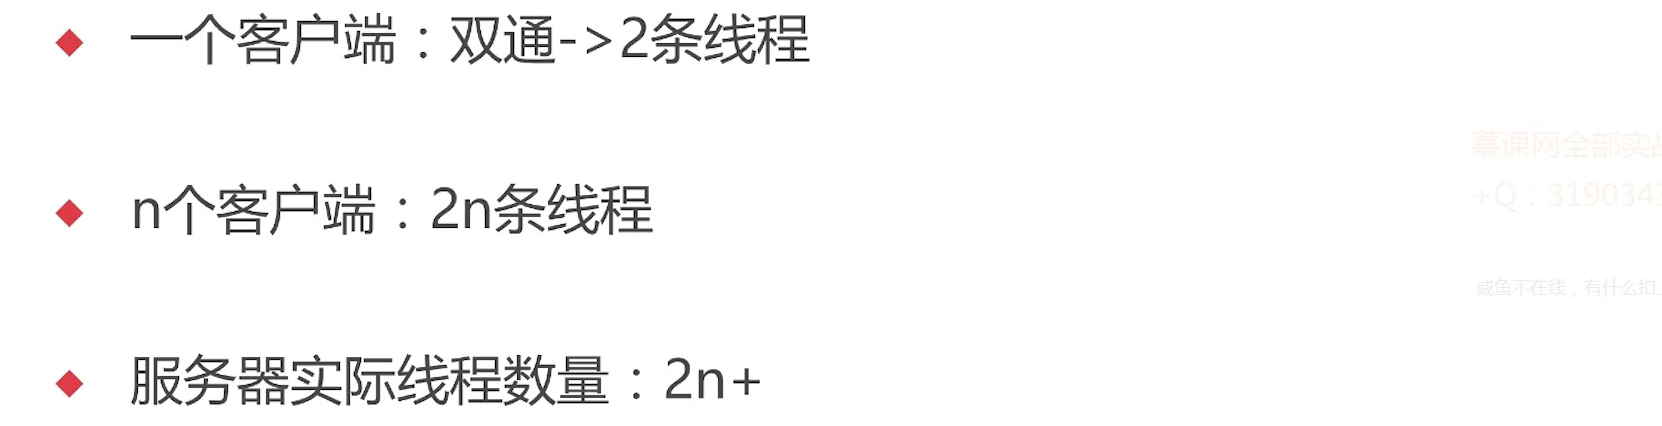 一个客户端：双通->2条线程
n个客户端：2n条线程
服务器实际线程数量：2n+
慕课网全部实
+Q：319034
咸鱼不在线，有什么扣